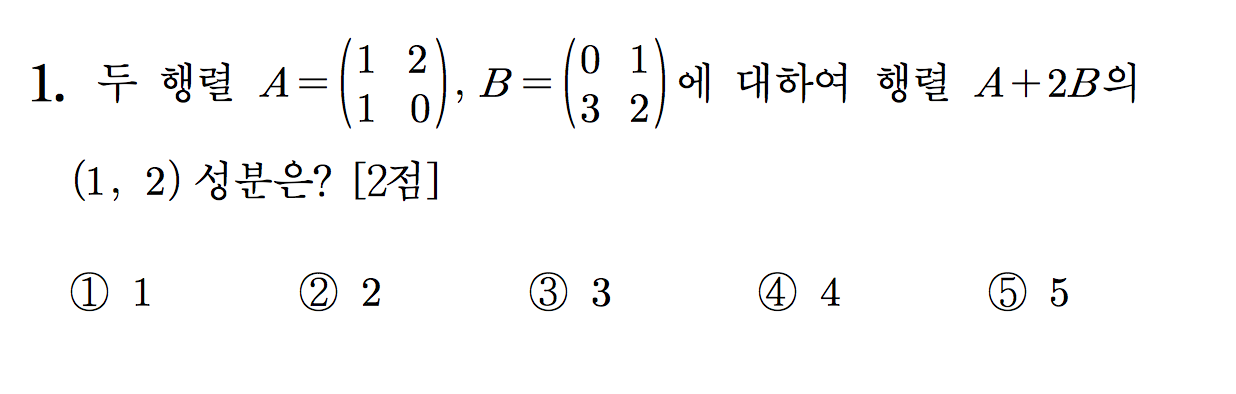 1. 두 행렬 A=(1 2; 1 0), B=(0 1; 3 2)에 대하여 행렬 A+2B의
(1, 2) 성분은? [2점]
① 1 ② 2 ③ 3 ④ 4 ⑤ 5